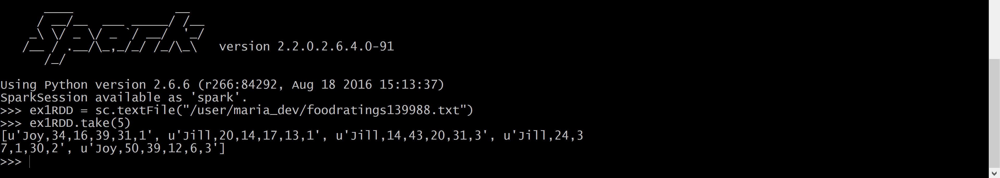 ____              __
     / __/__  ___ _____/ /__
    _\ \/ _ \/ _ `/ __/  '_/
   /__ / .__/\_,_/_/ /_/\_\   version 2.2.0.2.6.4.0-91
      /_/
Using Python version 2.6.6 (r266:84292, Aug 18 2016 15:13:37)
SparkSession available as 'spark'.
>>> ex1RDD = sc.textFile("/user/maria_dev/foodratings139988.txt")
>>> ex1RDD.take(5)
[u'Joy,34,16,39,31,1', u'Jill,20,14,17,13,1', u'Jill,14,43,20,31,3', u'Jill,24,3
7,1,30,2', u'Joy,50,39,12,6,3']
>>>